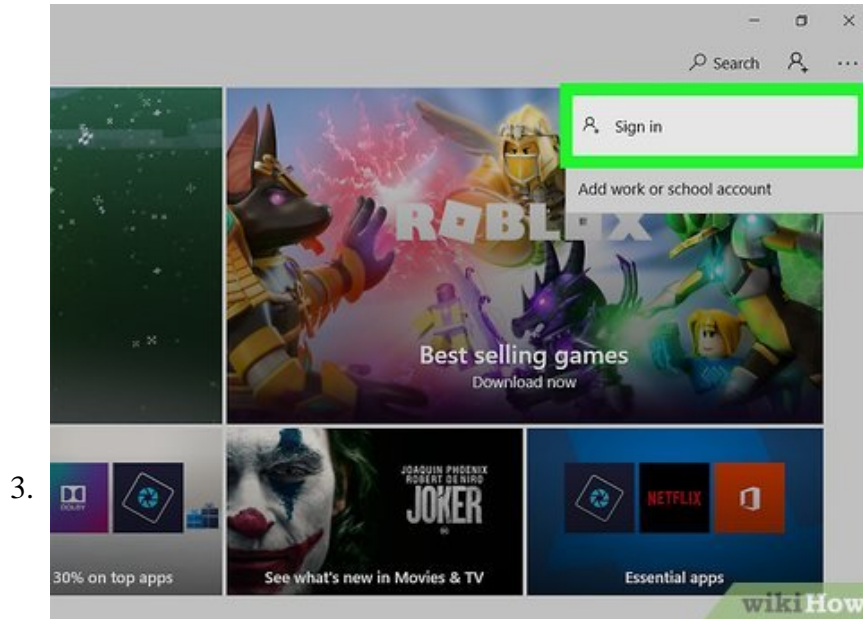 Search
Sign in
Add work or school account
ROBLOX
Best selling games
Download now
3.
DOLBY
JOAQUIN PHOENIX
ROBERT DE NIRO
JOKER
NETFLIX
30% on top apps
See what's new in Movies & TV
Essential apps
wikiHow